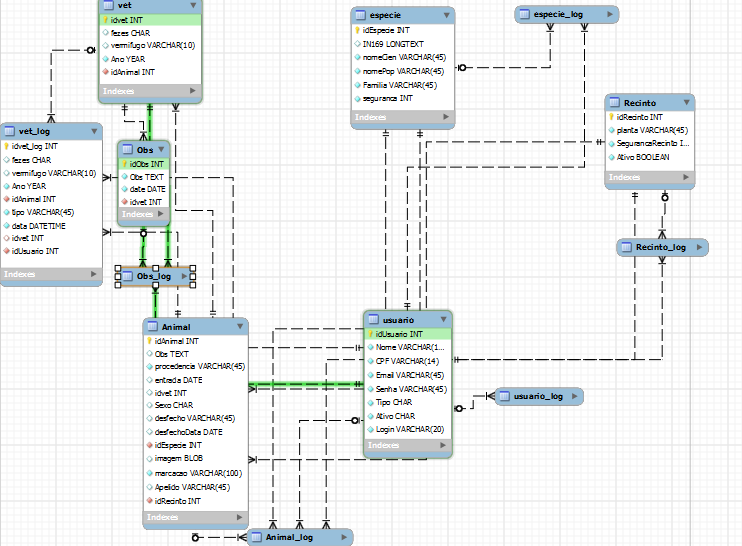 vet
idvet INT
fezes CHAR
vermifugo VARCHAR(10)
Ano YEAR
idAnimal INT
Indexes
especie
idEspecie INT
IN169 LONGTEXT
nomeCien VARCHAR(45)
nomePop VARCHAR(45)
Familia VARCHAR(45)
seguranca INT
Indexes
especie_log
Recinto
idRecinto INT
planta VARCHAR(45)
SegurancaRecinto I...
Ativo BOOLEAN
Indexes
vet_log
idvet_log INT
fezes CHAR
vermifugo VARCHAR(10)
Ano YEAR
idAnimal INT
tipo VARCHAR(45)
data DATETIME
idvet INT
idUsuario INT
Indexes
Obs
idObs INT
Obs TEXT
date DATE
idvet INT
Indexes
Obs_log
Recinto_log
Animal
idAnimal INT
Obs TEXT
procedencia VARCHAR(45)
entrada DATE
idvet INT
Sexo CHAR
desfecho VARCHAR(45)
desfechoData DATE
idEspecie INT
imagem BLOB
marcacao VARCHAR(100)
Apelido VARCHAR(45)
idRecinto INT
Indexes
usuario
idUsuario INT
Nome VARCHAR(1...
CPF VARCHAR(14)
Email VARCHAR(45)
Senha VARCHAR(45)
Tipo CHAR
Ativo CHAR
Login VARCHAR(20)
Indexes
usuario_log
Animal_log